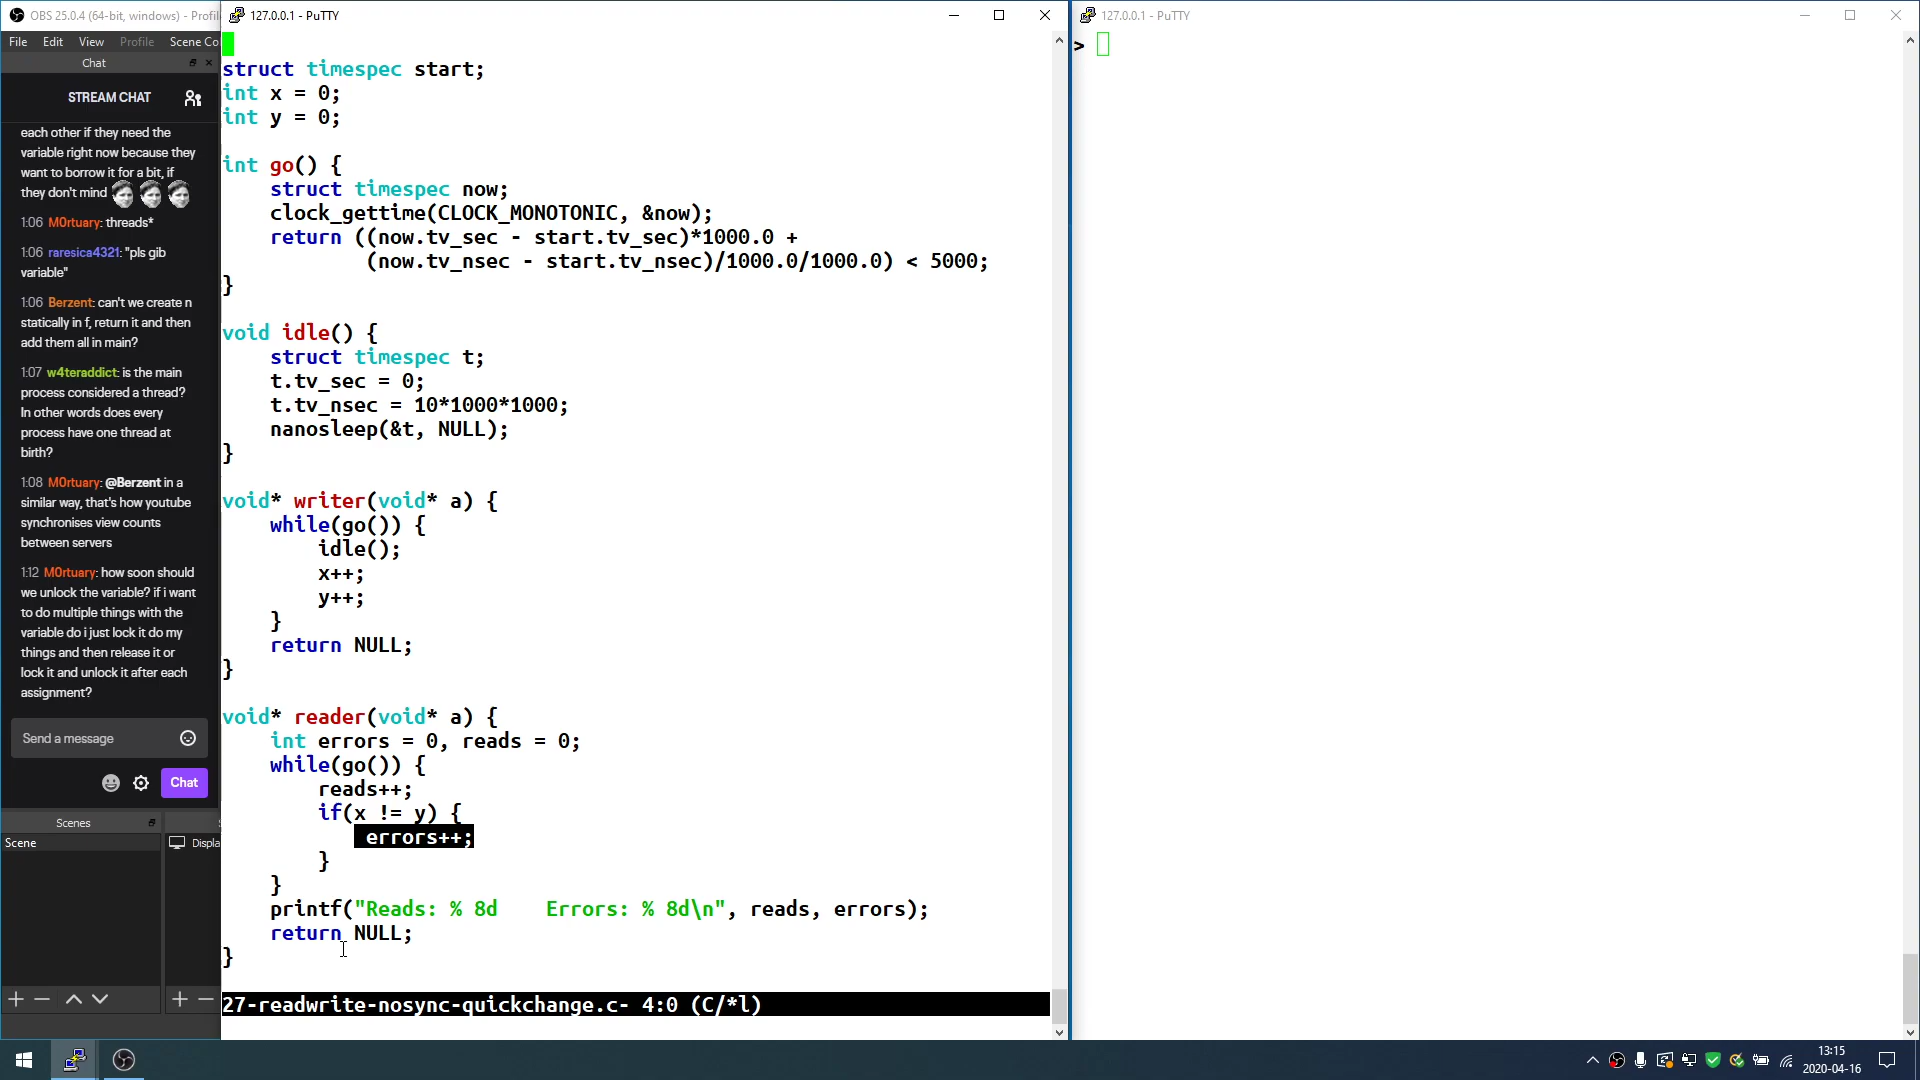 OBS 25.0.4 (64-bit, windows) - Profil
File Edit View Profile Scene Co
Chat
STREAM CHAT
each other if they need the
variable right now because they
want to borrow it for a bit, if
they don't mind
1:06 M0rtuary: threads*
1:06 raresica4321: "pls gib
variable"
1:06 Berzent: can't we create n
statically in f, return it and then
add them all in main?
1:07 w4teraddict: is the main
process considered a thread?
In other words does every
process have one thread at
birth?
1:08 M0rtuary: @Berzent in a
similar way, that's how youtube
synchronises view counts
between servers
1:12 M0rtuary: how soon should
we unlock the variable? if i want
to do multiple things with the
variable do i just lock it do my
things and then release it or
lock it and unlock it after each
assignment?
Send a message
Chat
Scenes
Scene
Displa
127.0.0.1 - PuTTY
struct timespec start;
int x = 0;
int y = 0;
int go() {
struct timespec now;
clock_gettime(CLOCK_MONOTONIC, &now);
return ((now.tv_sec - start.tv_sec)*1000.0 +
(now.tv_nsec - start.tv_nsec)/1000.0/1000.0) < 5000;
}
void idle() {
struct timespec t;
t.tv_sec = 0;
t.tv_nsec = 10*1000*1000;
nanosleep(&t, NULL);
}
void* writer(void* a) {
while(go()) {
idle();
x++;
y++;
}
return NULL;
}
void* reader(void* a) {
int errors = 0, reads = 0;
while(go()) {
reads++;
if(x != y) {
errors++;
}
}
printf("Reads: % 8d    Errors: % 8d\n", reads, errors);
return NULL;
}
27-readwrite-nosync-quickchange.c- 4:0 (C/*l)
127.0.0.1 - PuTTY
>
13:15
2020-04-16